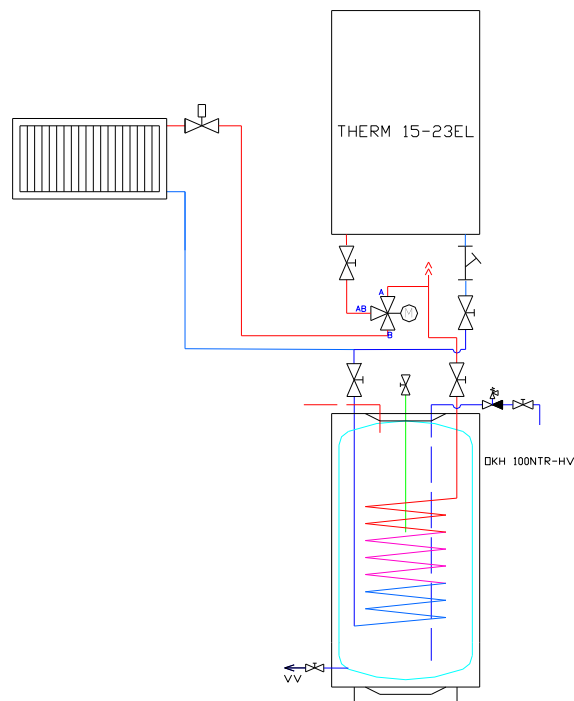 THERM 15-23EL
A
AB
M
B
OKH 100NTR-HV
VV